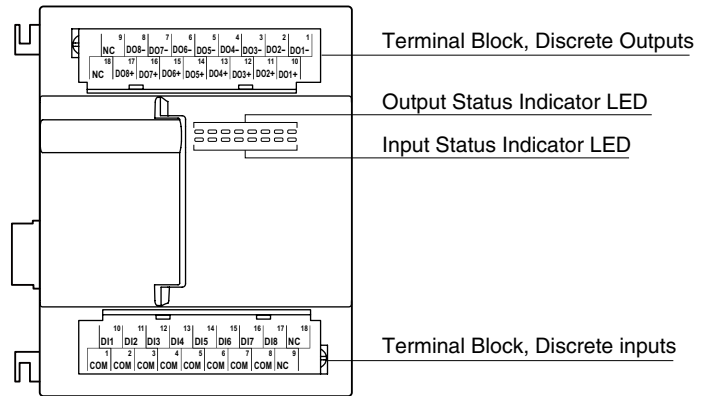 9 8 7 6 5 4 3 2 1
NC DO8– DO7– DO6– DO5– DO4– DO3– DO2– DO1–
18 17 16 15 14 13 12 11 10
NC DO8+ DO7+ DO6+ DO5+ DO4+ DO3+ DO2+ DO1+
Terminal Block, Discrete Outputs
Output Status Indicator LED
Input Status Indicator LED
10 11 12 13 14 15 16 17 18
DI1 DI2 DI3 DI4 DI5 DI6 DI7 DI8 NC
1 2 3 4 5 6 7 8 9
COM COM COM COM COM COM COM COM NC
Terminal Block, Discrete inputs